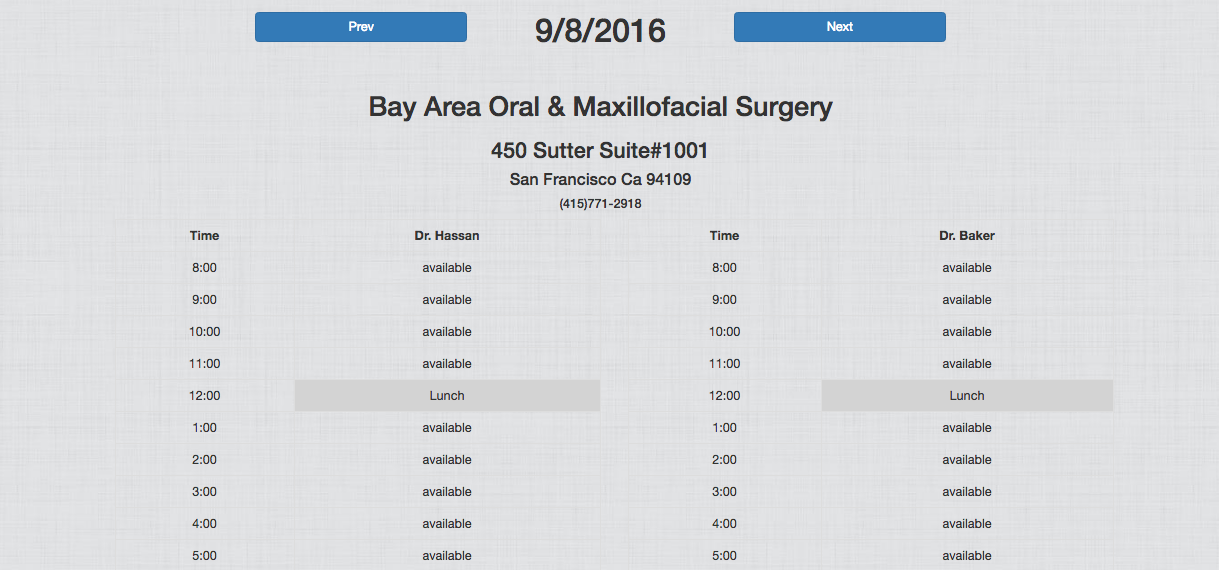 Prev 9/8/2016 Next
Bay Area Oral & Maxillofacial Surgery
450 Sutter Suite#1001
San Francisco Ca 94109
(415)771-2918
Time Dr. Hassan Time Dr. Baker
8:00 available 8:00 available
9:00 available 9:00 available
10:00 available 10:00 available
11:00 available 11:00 available
12:00 Lunch 12:00 Lunch
1:00 available 1:00 available
2:00 available 2:00 available
3:00 available 3:00 available
4:00 available 4:00 available
5:00 available 5:00 available